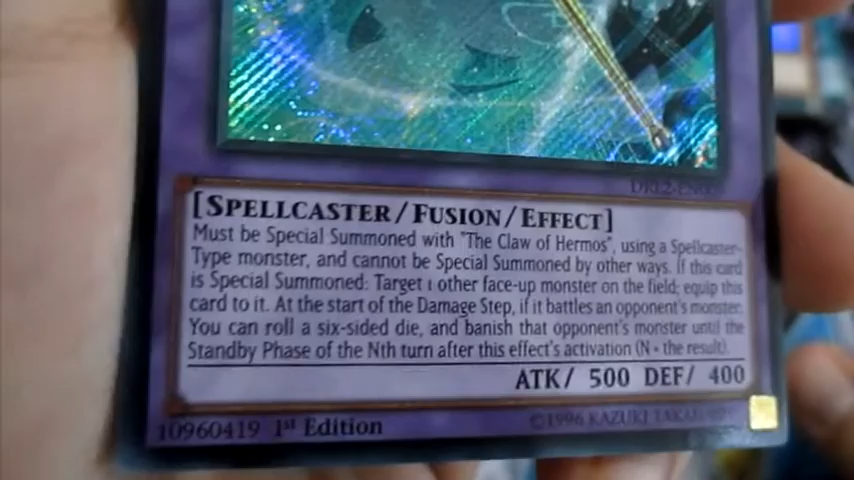 DRL2-EN00
[SPELLCASTER/FUSION/EFFECT]
Must be Special Summoned with "The Claw of Hermos", using a Spellcaster-
Type monster, and cannot be Special Summoned by other ways. If this card
is Special Summoned: Target 1 other face-up monster on the field; equip this
card to it. At the start of the Damage Step, if it battles an opponent's monster:
You can roll a six-sided die, and banish that opponent's monster until the
Standby Phase of the Nth turn after this effect's activation (N = the result).
ATK/ 500 DEF/ 400
10960419 1st Edition ©1996 KAZUKI